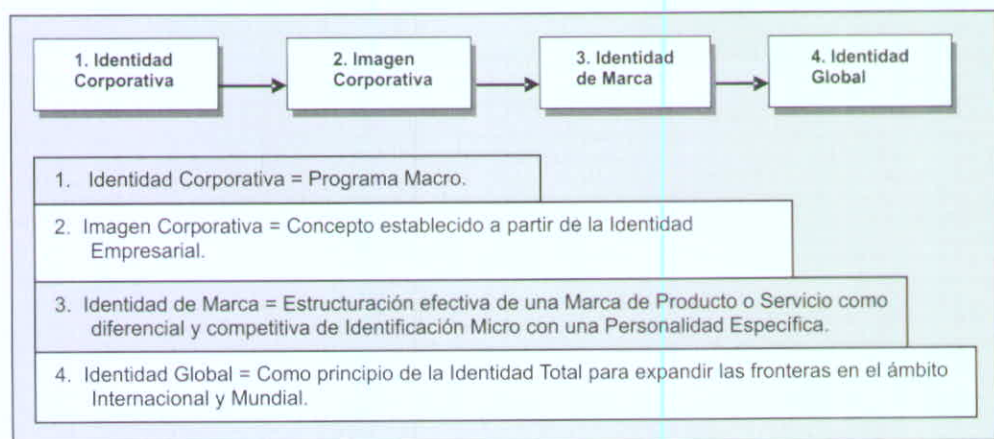 1. Identidad
Corporativa
2. Imagen
Corporativa
3. Identidad
de Marca
4. Identidad
Global
1. Identidad Corporativa = Programa Macro.
2. Imagen Corporativa = Concepto establecido a partir de la Identidad
Empresarial.
3. Identidad de Marca = Estructuración efectiva de una Marca de Producto o Servicio como
diferencial y competitiva de Identificación Micro con una Personalidad Específica.
4. Identidad Global = Como principio de la Identidad Total para expandir las fronteras en el ámbito
Internacional y Mundial.